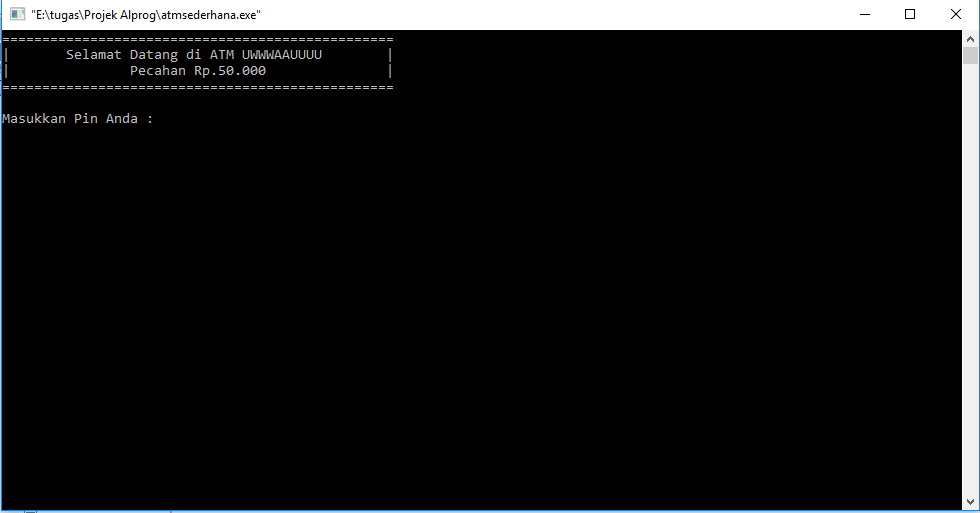 "E:\tugas\Projek Alprog\atmsederhana.exe"
=================================================
|       Selamat Datang di ATM UWWWAAUUUU        |
|               Pecahan Rp.50.000               |
=================================================
Masukkan Pin Anda :